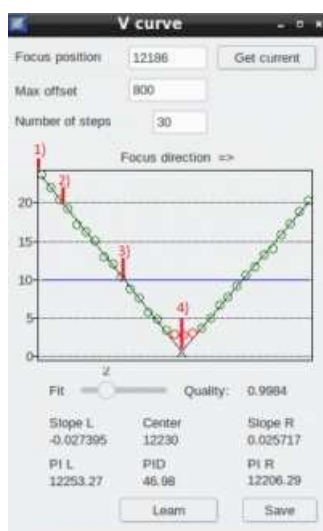 V curve
Focus position 12186 Get current
Max offset 800
Number of steps 30
1) Focus direction =>
2)
20
15
3)
10
4)
5
0
2
Fit Quality: 0.9984
Slope L Center Slope R
-0.027395 12230 0.025717
PI L PID PI R
12253.27 46.98 12206.29
Learn Save